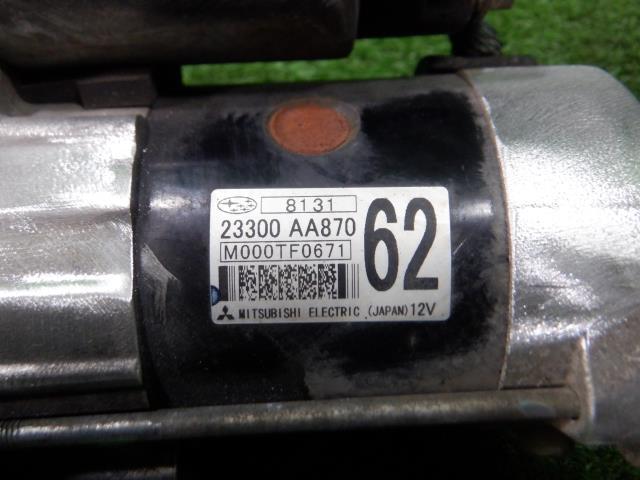 8131
23300 AA870
62
M000TF0671
MITSUBISHI ELECTRIC (JAPAN) 12V